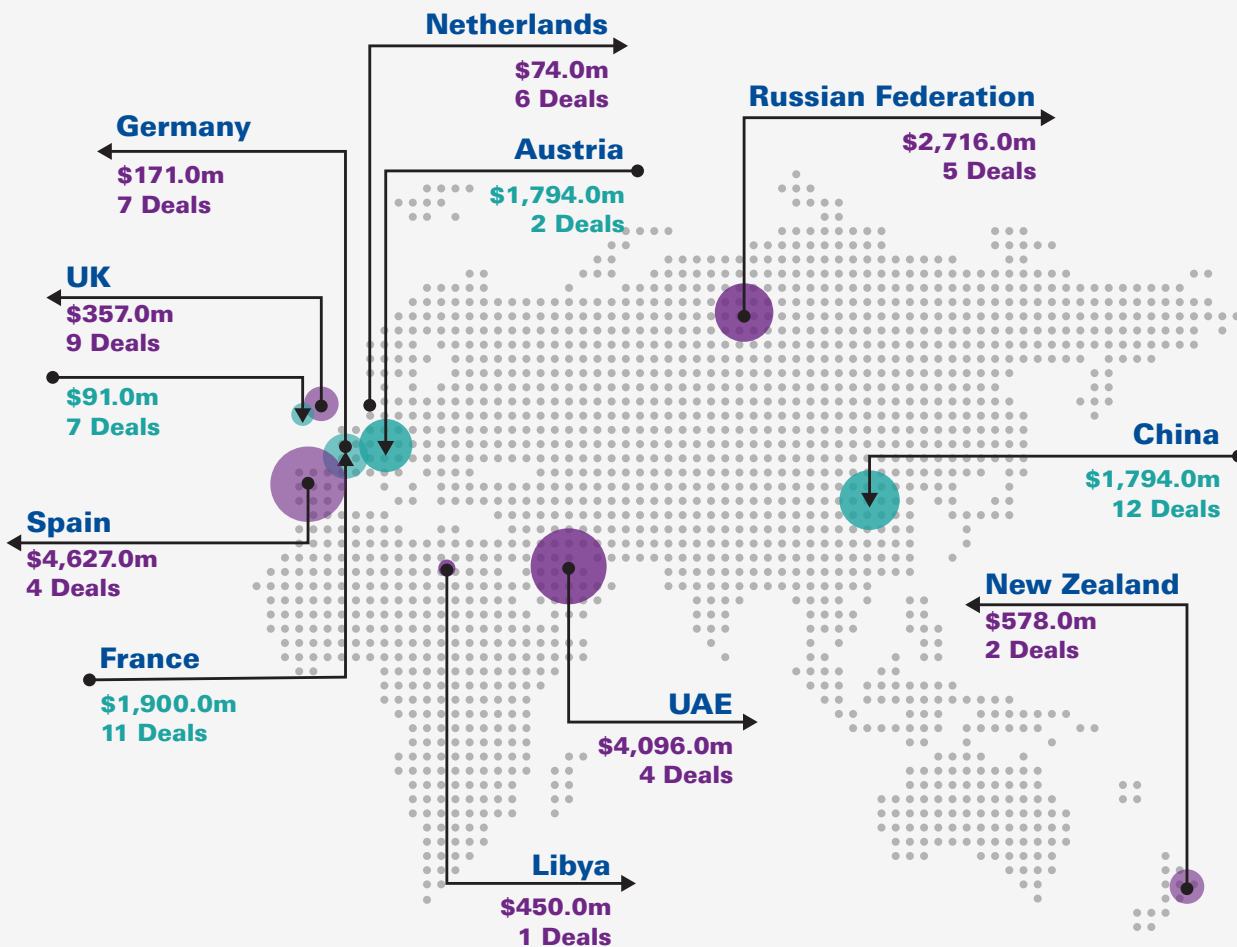 Netherlands
$74.0m
6 Deals
Russian Federation
$2,716.0m
5 Deals
Germany
$171.0m
7 Deals
Austria
$1,794.0m
2 Deals
UK
$357.0m
9 Deals
$91.0m
7 Deals
China
$1,794.0m
12 Deals
Spain
$4,627.0m
4 Deals
New Zealand
$578.0m
2 Deals
France
$1,900.0m
11 Deals
UAE
$4,096.0m
4 Deals
Libya
$450.0m
1 Deals